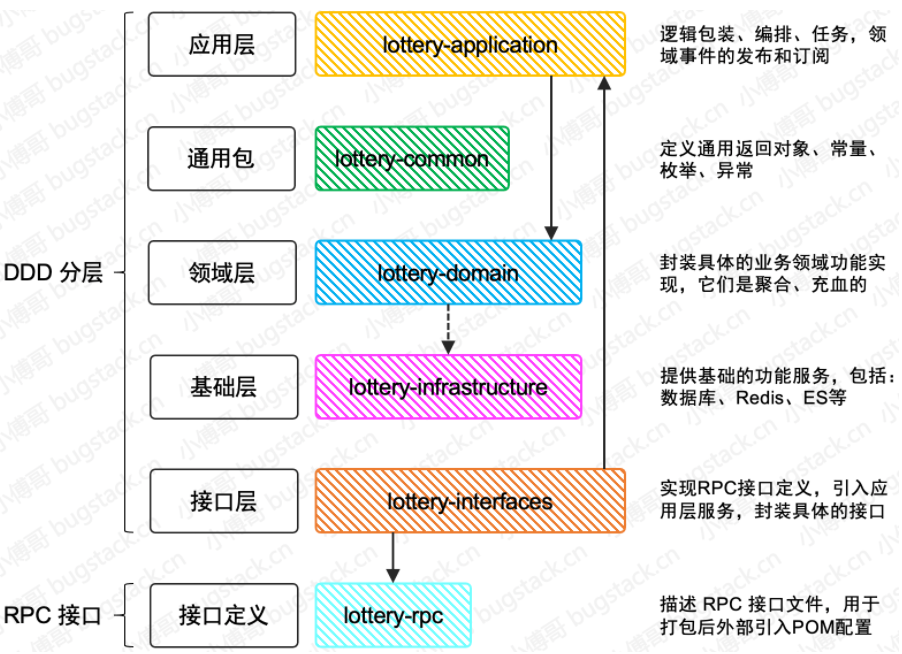 应用层
lottery-application
逻辑包装、编排、任务，领
域事件的发布和订阅
通用包
lottery-common
定义通用返回对象、常量、
枚举、异常
DDD 分层
领域层
lottery-domain
封装具体的业务领域功能实
现，它们是聚合、充血的
基础层
lottery-infrastructure
提供基础的功能服务，包括：
数据库、Redis、ES等
接口层
lottery-interfaces
实现RPC接口定义，引入应
用层服务，封装具体的接口
RPC 接口
接口定义
lottery-rpc
描述 RPC 接口文件，用于
打包后外部引入POM配置
小傅哥 bugstack.cn